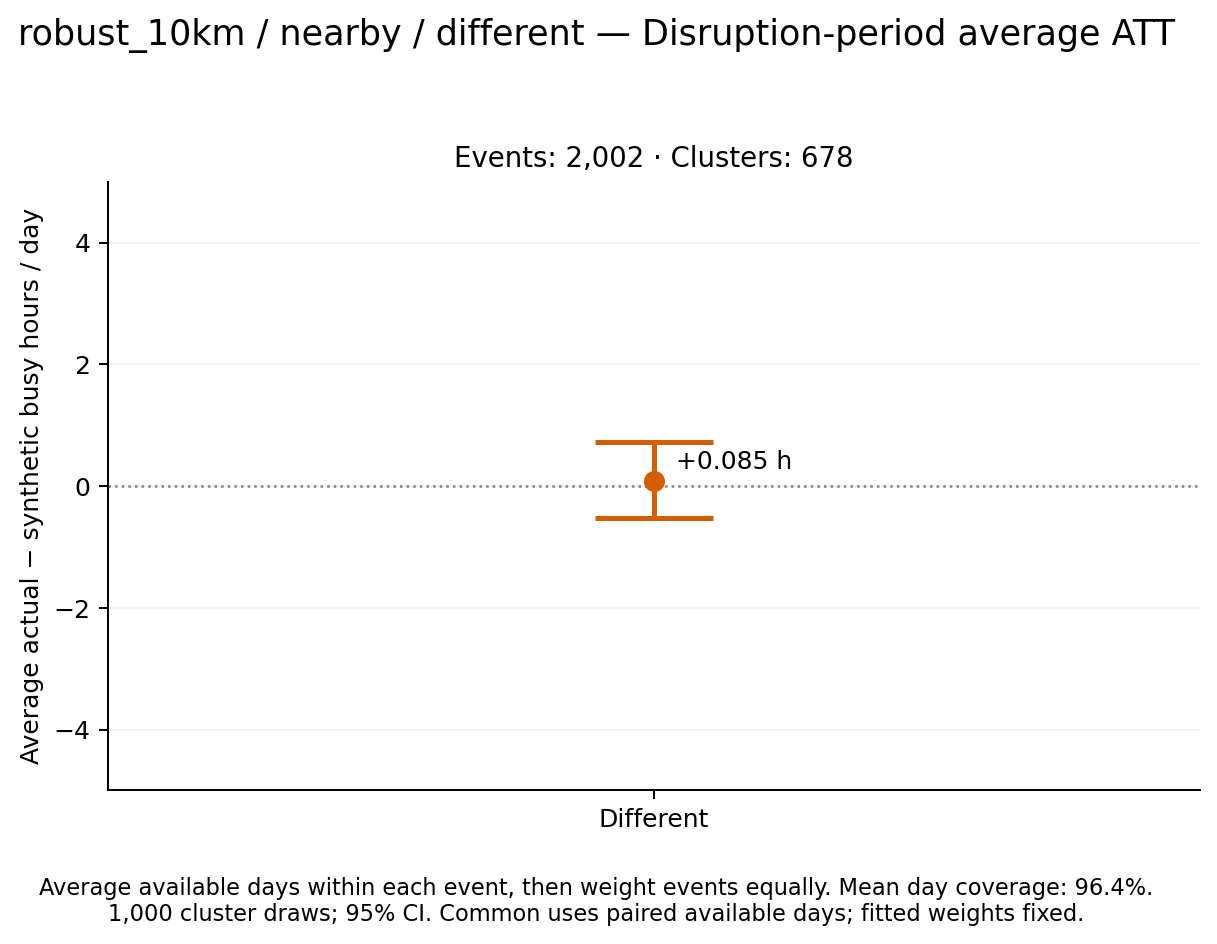 robust_10km / nearby / different — Disruption-period average ATT
Events: 2,002 · Clusters: 678
Average actual − synthetic busy hours / day
4
2
0
−2
−4
+0.085 h
Different
Average available days within each event, then weight events equally. Mean day coverage: 96.4%.
1,000 cluster draws; 95% CI. Common uses paired available days; fitted weights fixed.